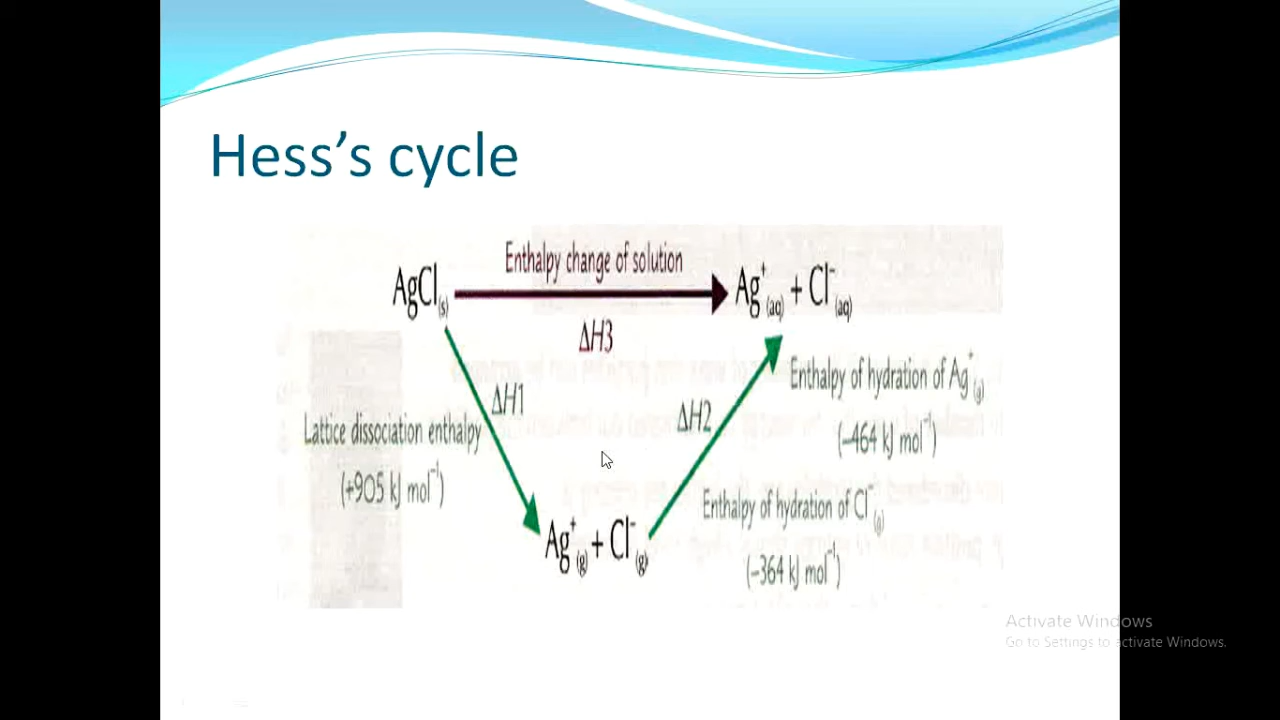 Hess’s cycle
Enthalpy change of solution
AgCl(s)
Ag⁺(aq) + Cl⁻(aq)
ΔH3
ΔH1
ΔH2
Enthalpy of hydration of Ag⁺(g)
(–464 kJ mol⁻¹)
Lattice dissociation enthalpy
(+905 kJ mol⁻¹)
Enthalpy of hydration of Cl⁻(g)
(–364 kJ mol⁻¹)
Ag⁺(g) + Cl⁻(g)
Activate Windows
Go to Settings to activate Windows.